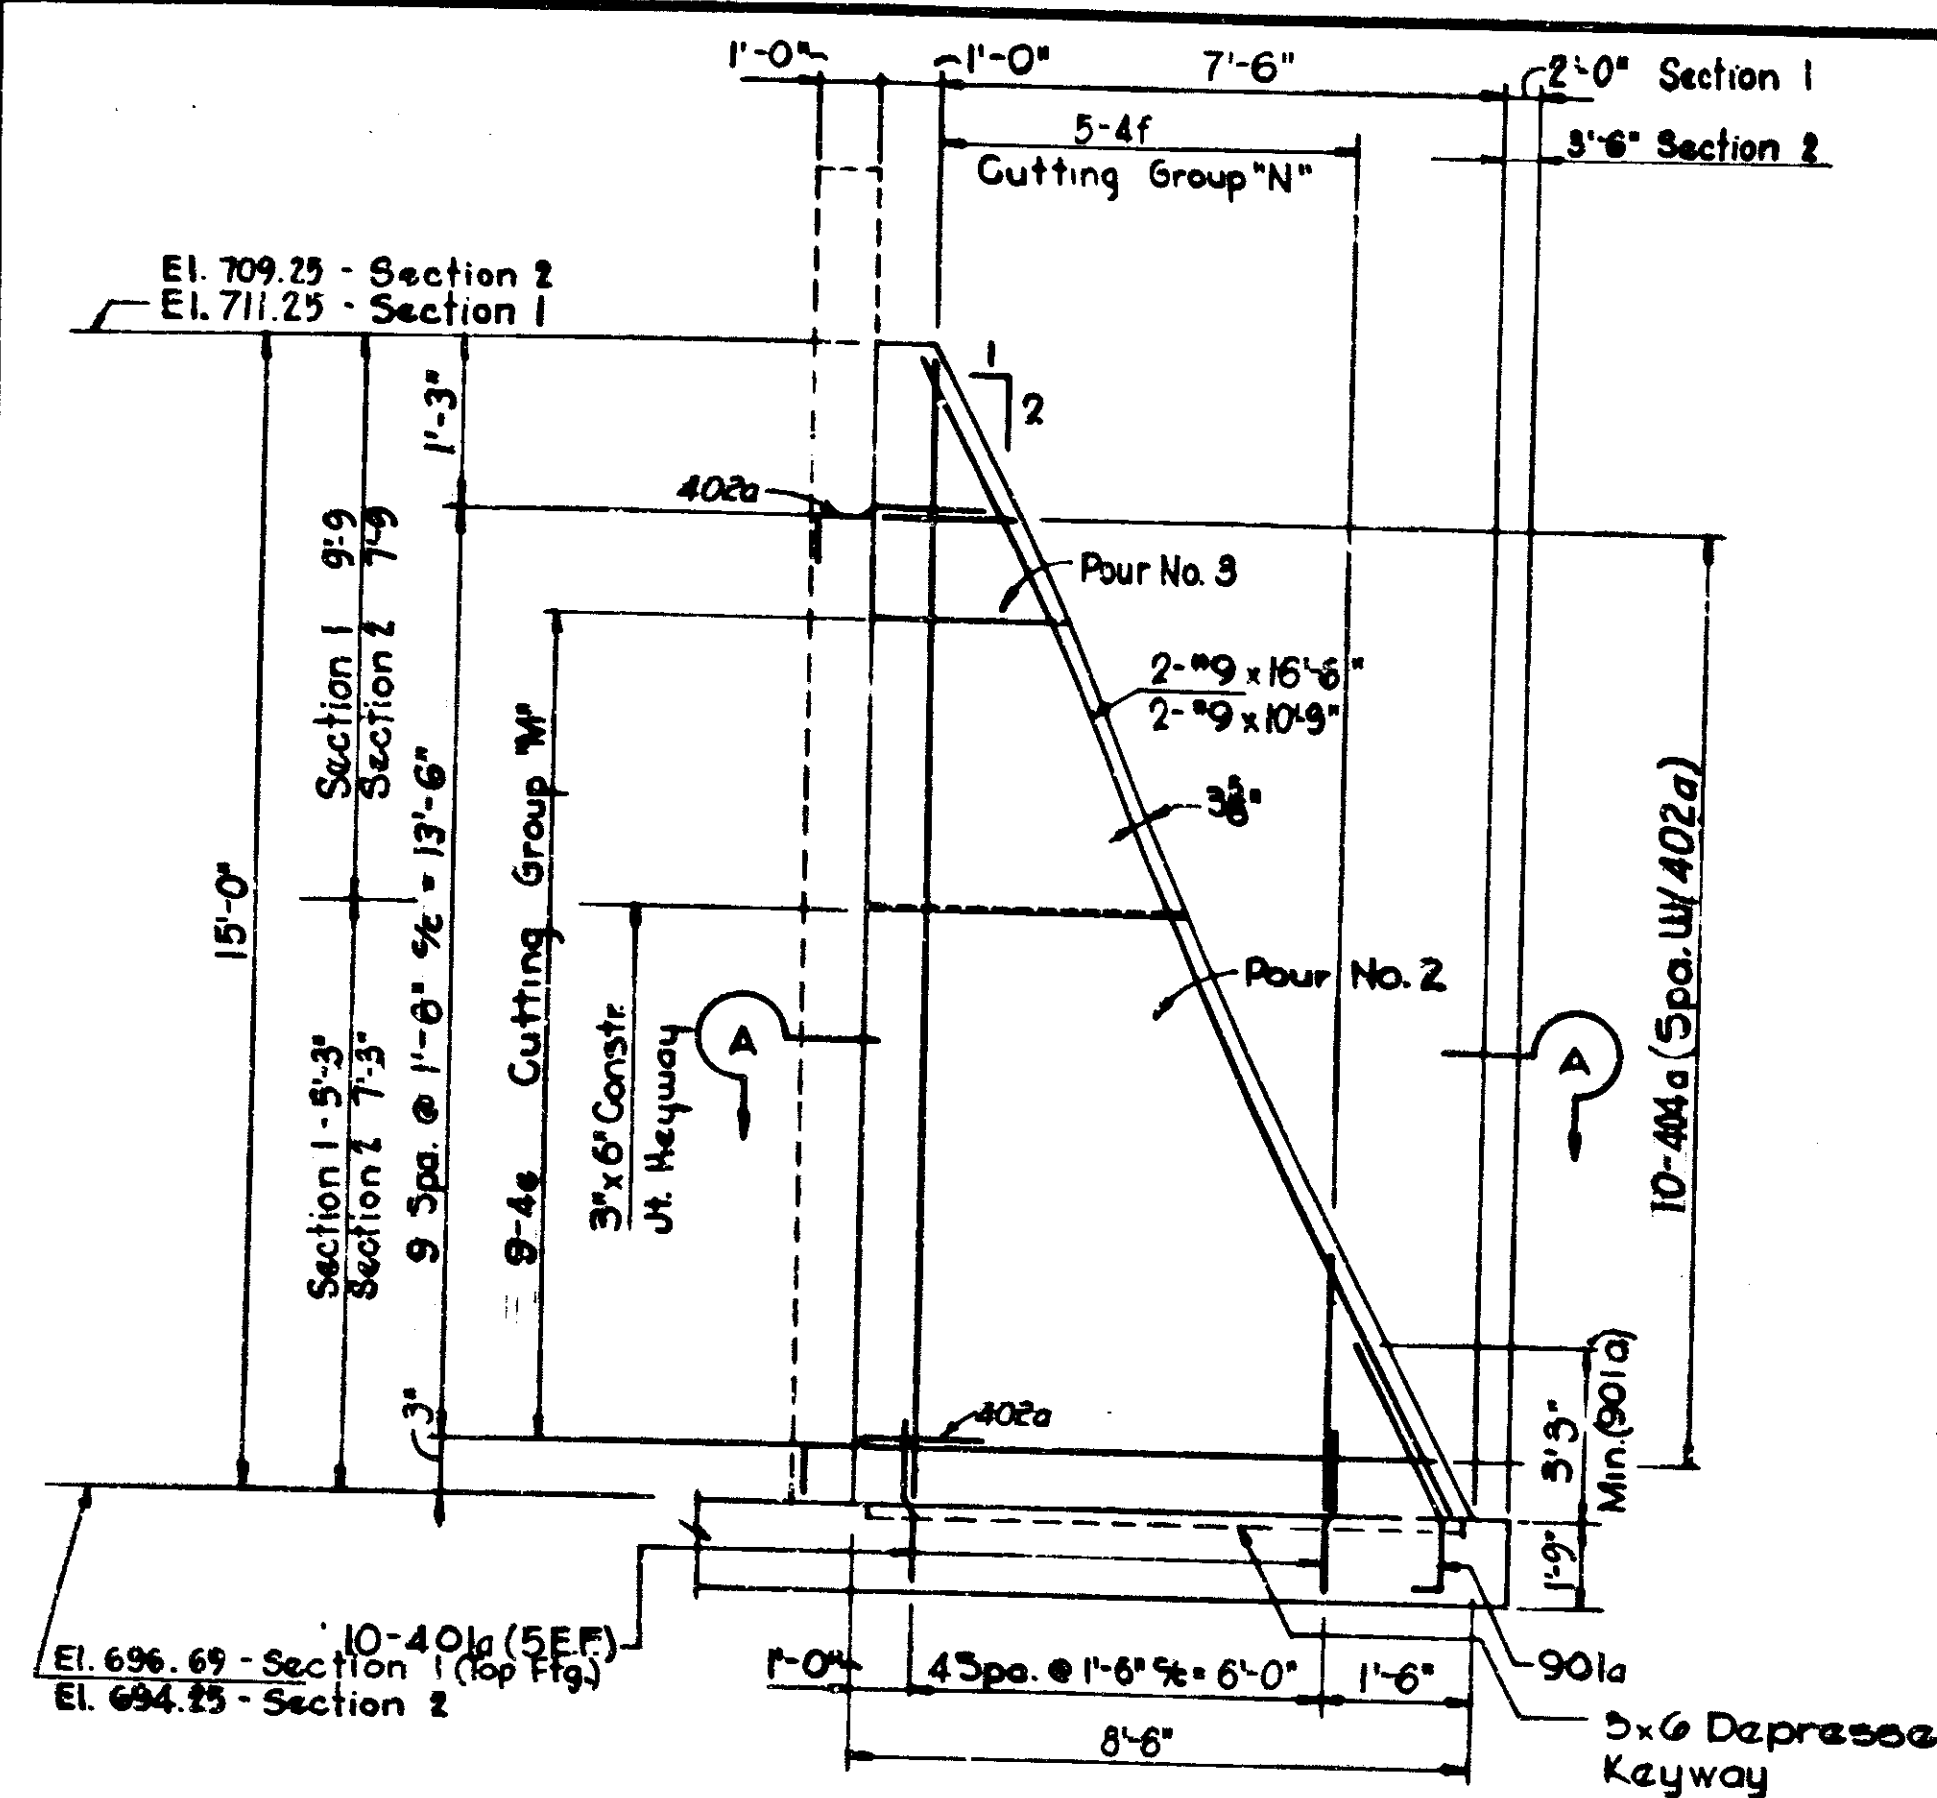 1'-0"
1'-0"
7'-6"
2'-0" Section 1
3'-6" Section 2
5-4f
Cutting Group "N"
El. 709.25 - Section 2
El. 711.25 - Section 1
1
2
1'-3"
402a
Section 1 9'-9
Section 2 7'-9
Pour No. 3
2-#9 x 16'-6"
2-#9 x 10'-9"
15'-0"
9 Spa. @ 1'-6" c/c = 13'-6"
Cutting Group "M"
3"x6" Constr.
Jt. Keyway
Pour No. 2
A
A
10-404a (Spa. W/402a)
Section 1 - 5'-3"
Section 2 7'-3"
3"
402a
3'-3"
Min. (901a)
1'-9"
10-401a (5 E.F.)
El. 696.69 - Section 1 (Top Ftg.)
El. 694.25 - Section 2
1'-0"
4 Spa. @ 1'-6" c/c = 6'-0"
1'-6"
901a
8'-6"
3x6 Depresse
Keyway